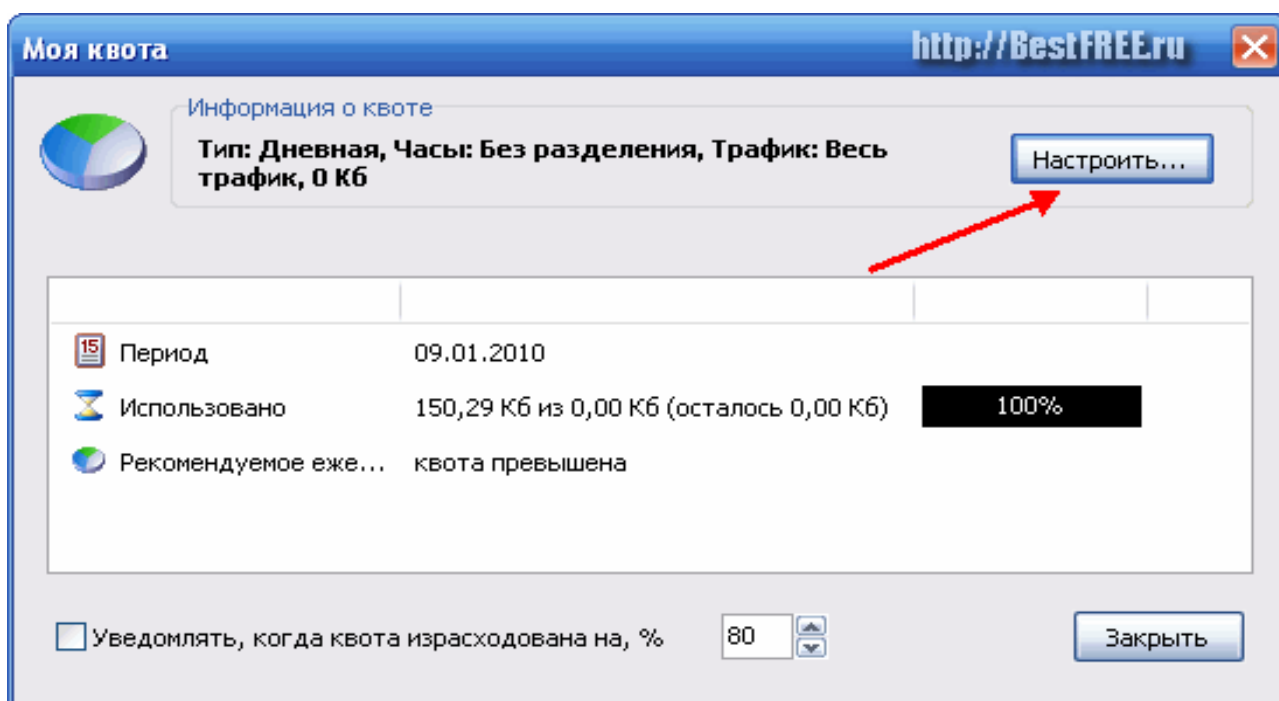 Моя квота http://BestFREE.ru
Информация о квоте
Тип: Дневная, Часы: Без разделения, Трафик: Весь
трафик, 0 Кб
Настроить...
15 Период 09.01.2010
Использовано 150,29 Кб из 0,00 Кб (осталось 0,00 Кб) 100%
Рекомендуемое еже... квота превышена
Уведомлять, когда квота израсходована на, % 80 Закрыть